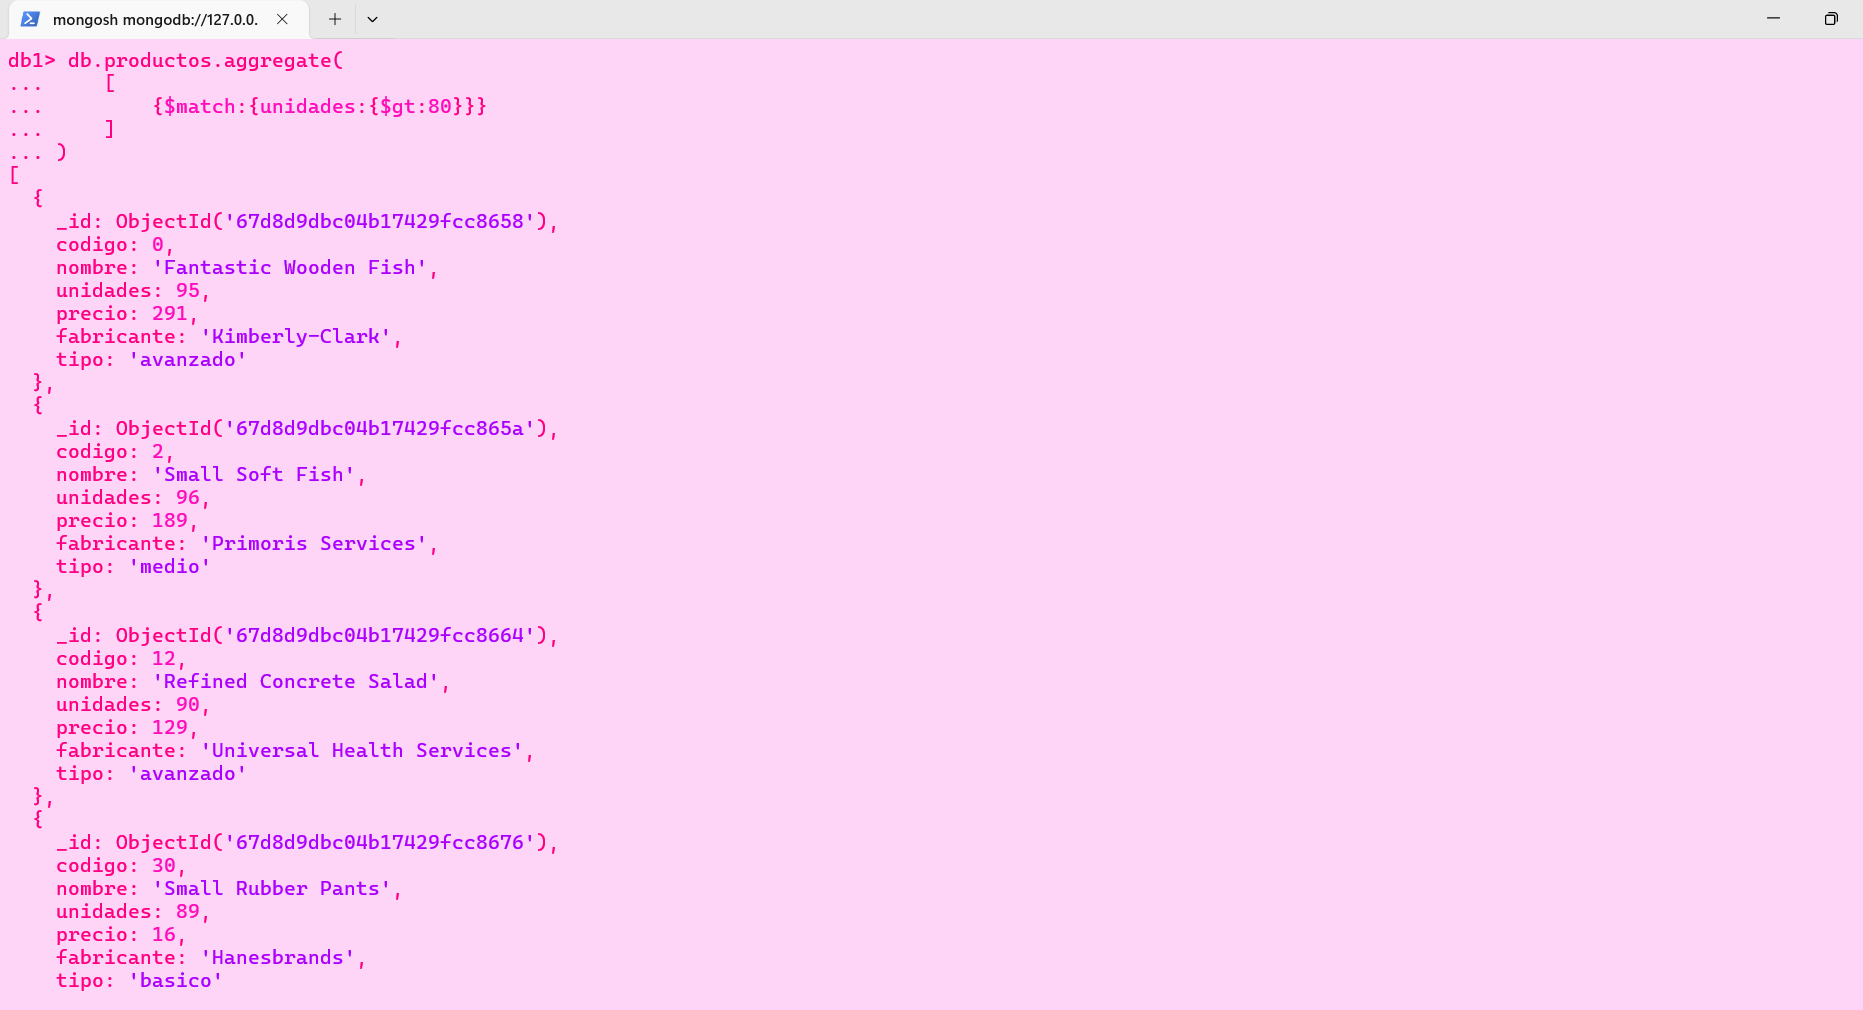 mongosh mongodb://127.0.0.
db1> db.productos.aggregate(
...     [
...         {$match:{unidades:{$gt:80}}}
...     ]
... )
[
  {
    _id: ObjectId('67d8d9dbc04b17429fcc8658'),
    codigo: 0,
    nombre: 'Fantastic Wooden Fish',
    unidades: 95,
    precio: 291,
    fabricante: 'Kimberly-Clark',
    tipo: 'avanzado'
  },
  {
    _id: ObjectId('67d8d9dbc04b17429fcc865a'),
    codigo: 2,
    nombre: 'Small Soft Fish',
    unidades: 96,
    precio: 189,
    fabricante: 'Primoris Services',
    tipo: 'medio'
  },
  {
    _id: ObjectId('67d8d9dbc04b17429fcc8664'),
    codigo: 12,
    nombre: 'Refined Concrete Salad',
    unidades: 90,
    precio: 129,
    fabricante: 'Universal Health Services',
    tipo: 'avanzado'
  },
  {
    _id: ObjectId('67d8d9dbc04b17429fcc8676'),
    codigo: 30,
    nombre: 'Small Rubber Pants',
    unidades: 89,
    precio: 16,
    fabricante: 'Hanesbrands',
    tipo: 'basico'